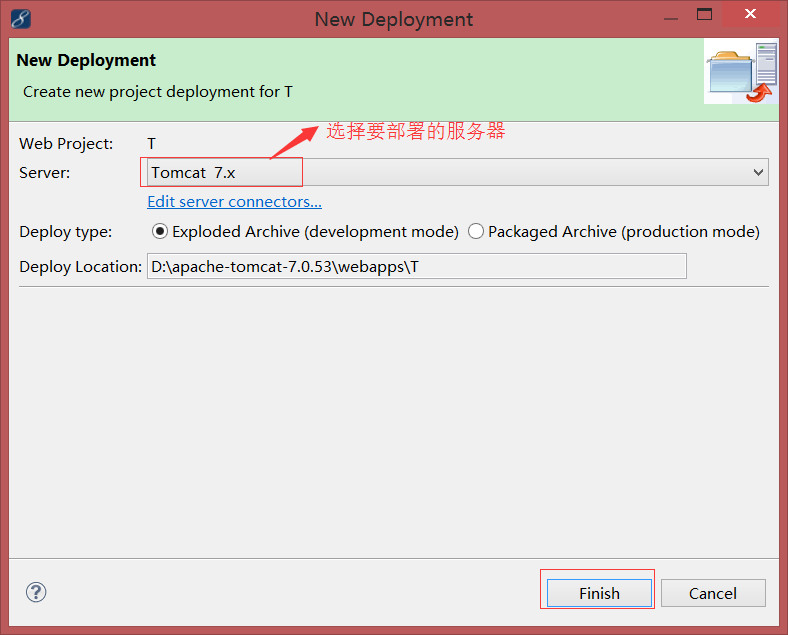 New Deployment
New Deployment
Create new project deployment for T
选择要部署的服务器
Web Project: T
Server: Tomcat 7.x
Edit server connectors...
Deploy type: Exploded Archive (development mode) Packaged Archive (production mode)
Deploy Location: D:\apache-tomcat-7.0.53\webapps\T
? Finish Cancel